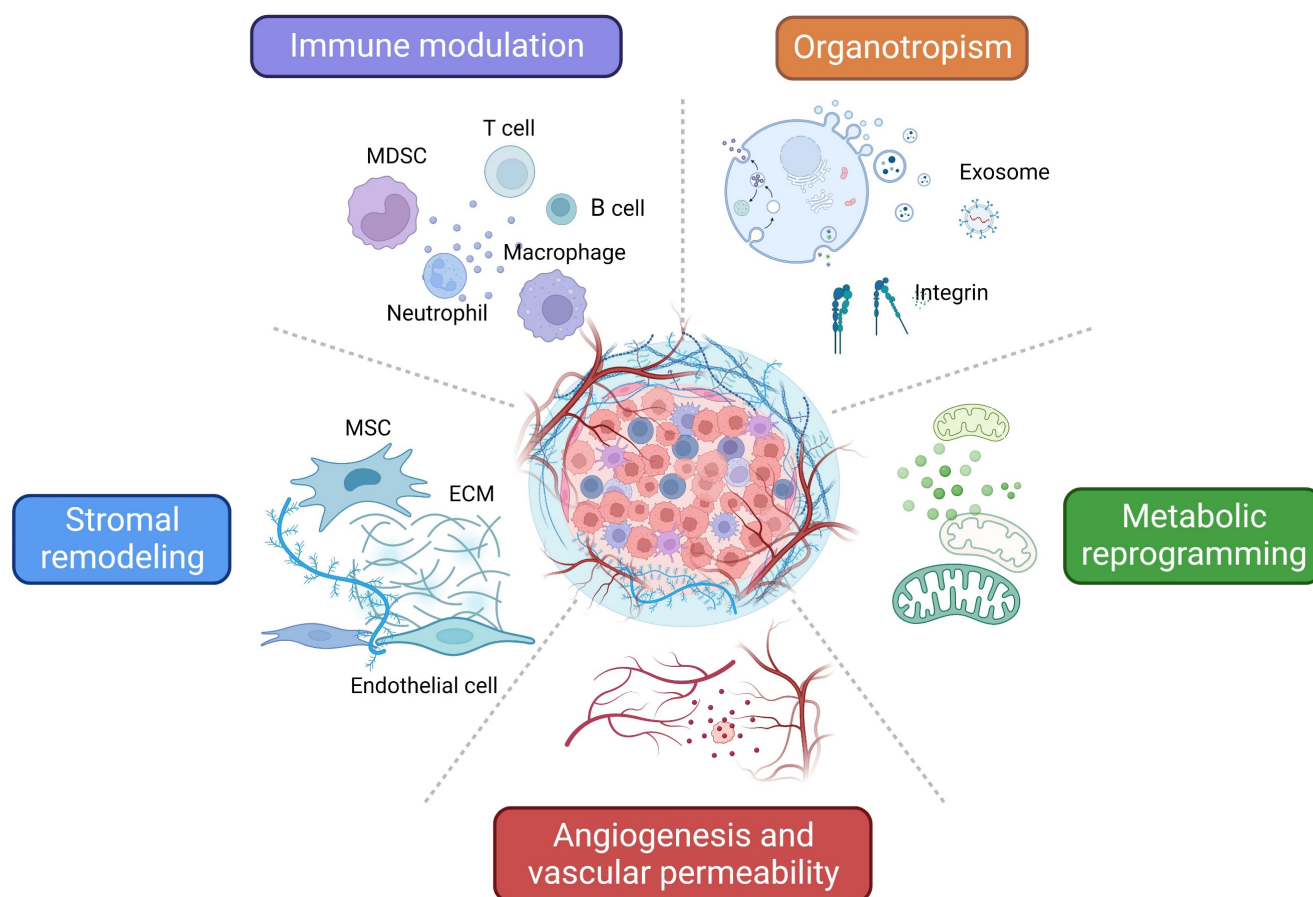 Immune modulation
Organotropism
T cell
MDSC
B cell
Macrophage
Neutrophil
Exosome
Integrin
MSC
ECM
Stromal
remodeling
Endothelial cell
Metabolic
reprogramming
Angiogenesis and
vascular permeability